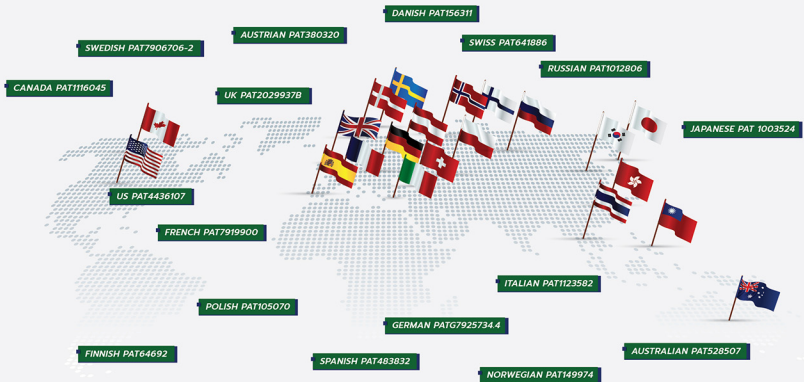 DANISH PAT156311
AUSTRIAN PAT380320
SWEDISH PAT7906706-2
SWISS PAT641886
RUSSIAN PAT1012806
CANADA PAT1116045
UK PAT2029937B
JAPANESE PAT 1003524
US PAT4436107
FRENCH PAT7919900
ITALIAN PAT1123582
POLISH PAT105070
GERMAN PATG7925734.4
FINNISH PAT64692
SPANISH PAT483832
AUSTRALIAN PAT528507
NORWEGIAN PAT149974